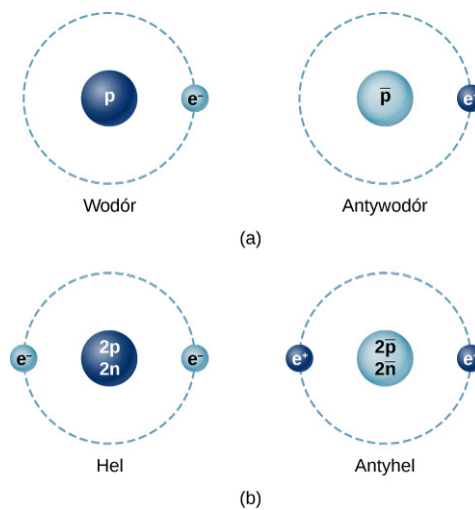 p e⁻ p̅ e
Wodór Antywodór
(a)
e⁻ 2p e⁻ e⁺ 2p̅ e
2n 2n̅
Hel Antyhel
(b)